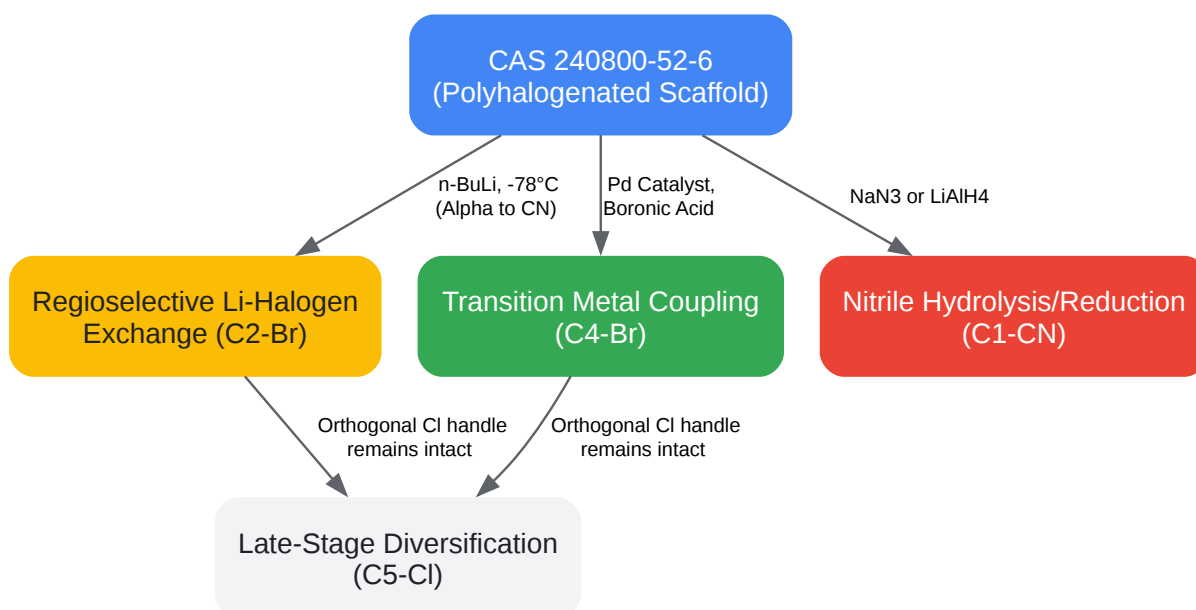 CAS 240800-52-6
(Polyhalogenated Scaffold)
n-BuLi, -78°C
(Alpha to CN)
Pd Catalyst,
Boronic Acid
NaN3 or LiAlH4
Regioselective Li-Halogen
Exchange (C2-Br)
Transition Metal Coupling
(C4-Br)
Nitrile Hydrolysis/Reduction
(C1-CN)
Orthogonal Cl handle
remains intact
Orthogonal Cl handle
remains intact
Late-Stage Diversification
(C5-Cl)